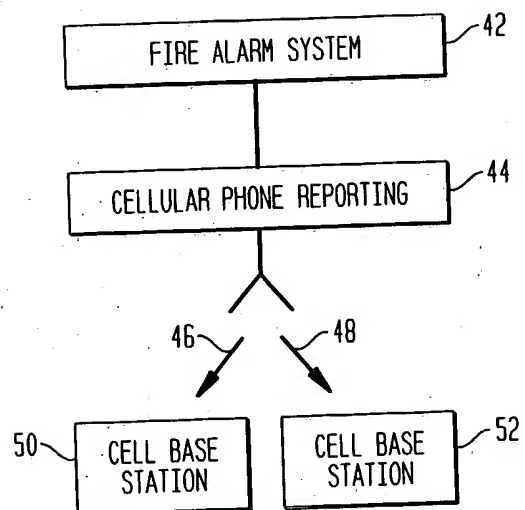 FIRE ALARM SYSTEM
42
CELLULAR PHONE REPORTING
44
46
48
50
CELL BASE
STATION
CELL BASE
STATION
52